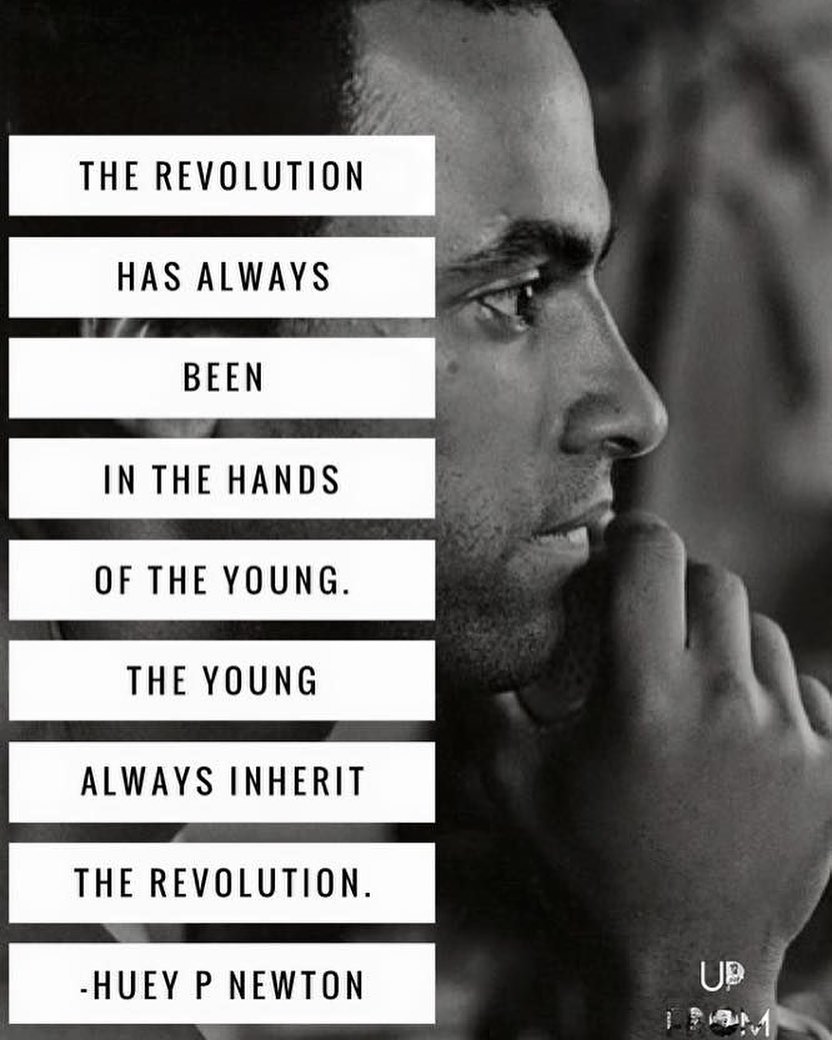 THE REVOLUTION
HAS ALWAYS
BEEN
IN THE HANDS
OF THE YOUNG.
THE YOUNG
ALWAYS INHERIT
THE REVOLUTION.
-HUEY P NEWTON
UP
FROM